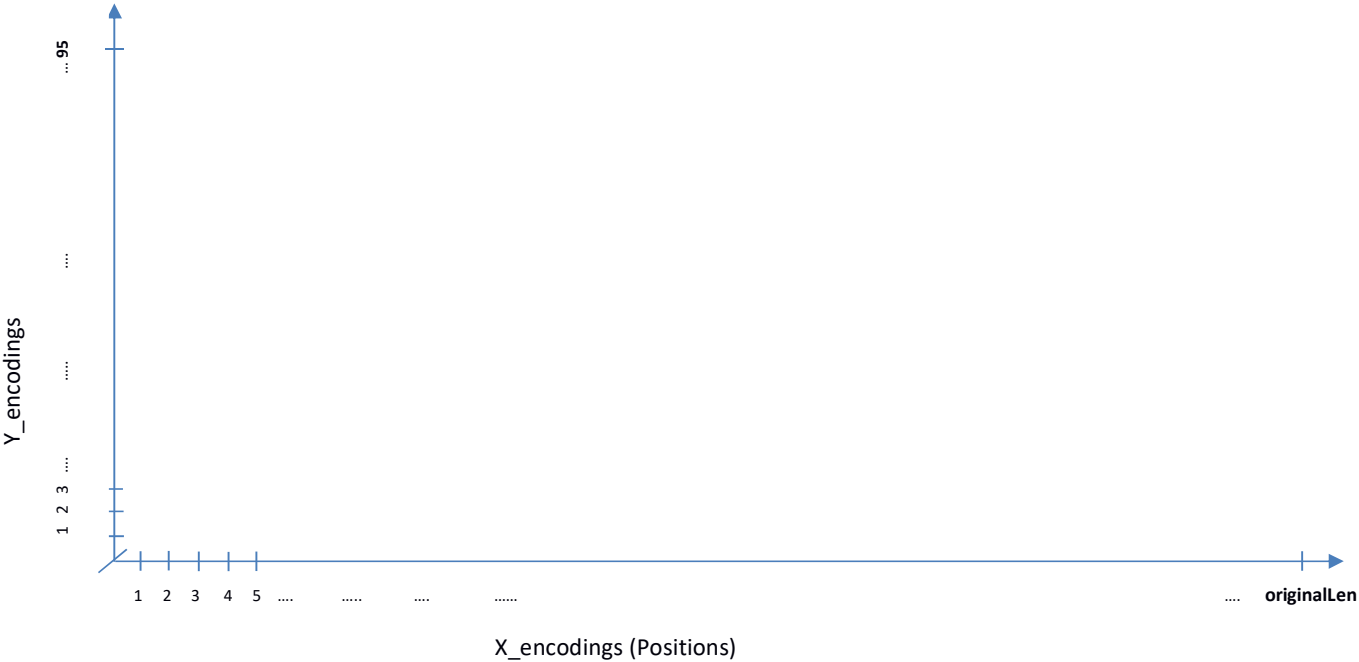 Y_encodings
1 2 3 .... ..... .... ... 95
1 2 3 4 5 .... ..... .... ...... .... originalLen
X_encodings (Positions)